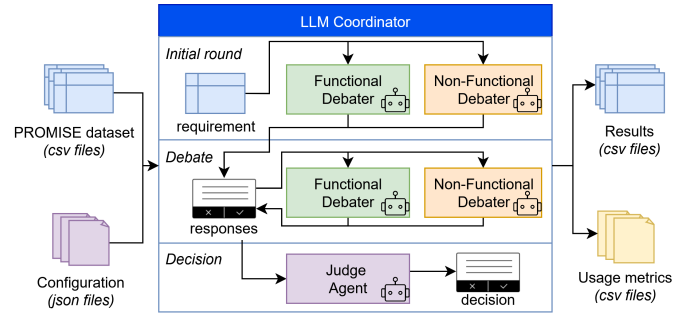 LLM Coordinator
Initial round
Functional
Debater
Non-Functional
Debater
requirement
PROMISE dataset
(csv files)
Results
(csv files)
Debate
Functional
Debater
Non-Functional
Debater
responses
Configuration
(json files)
Decision
Judge
Agent
decision
Usage metrics
(csv files)